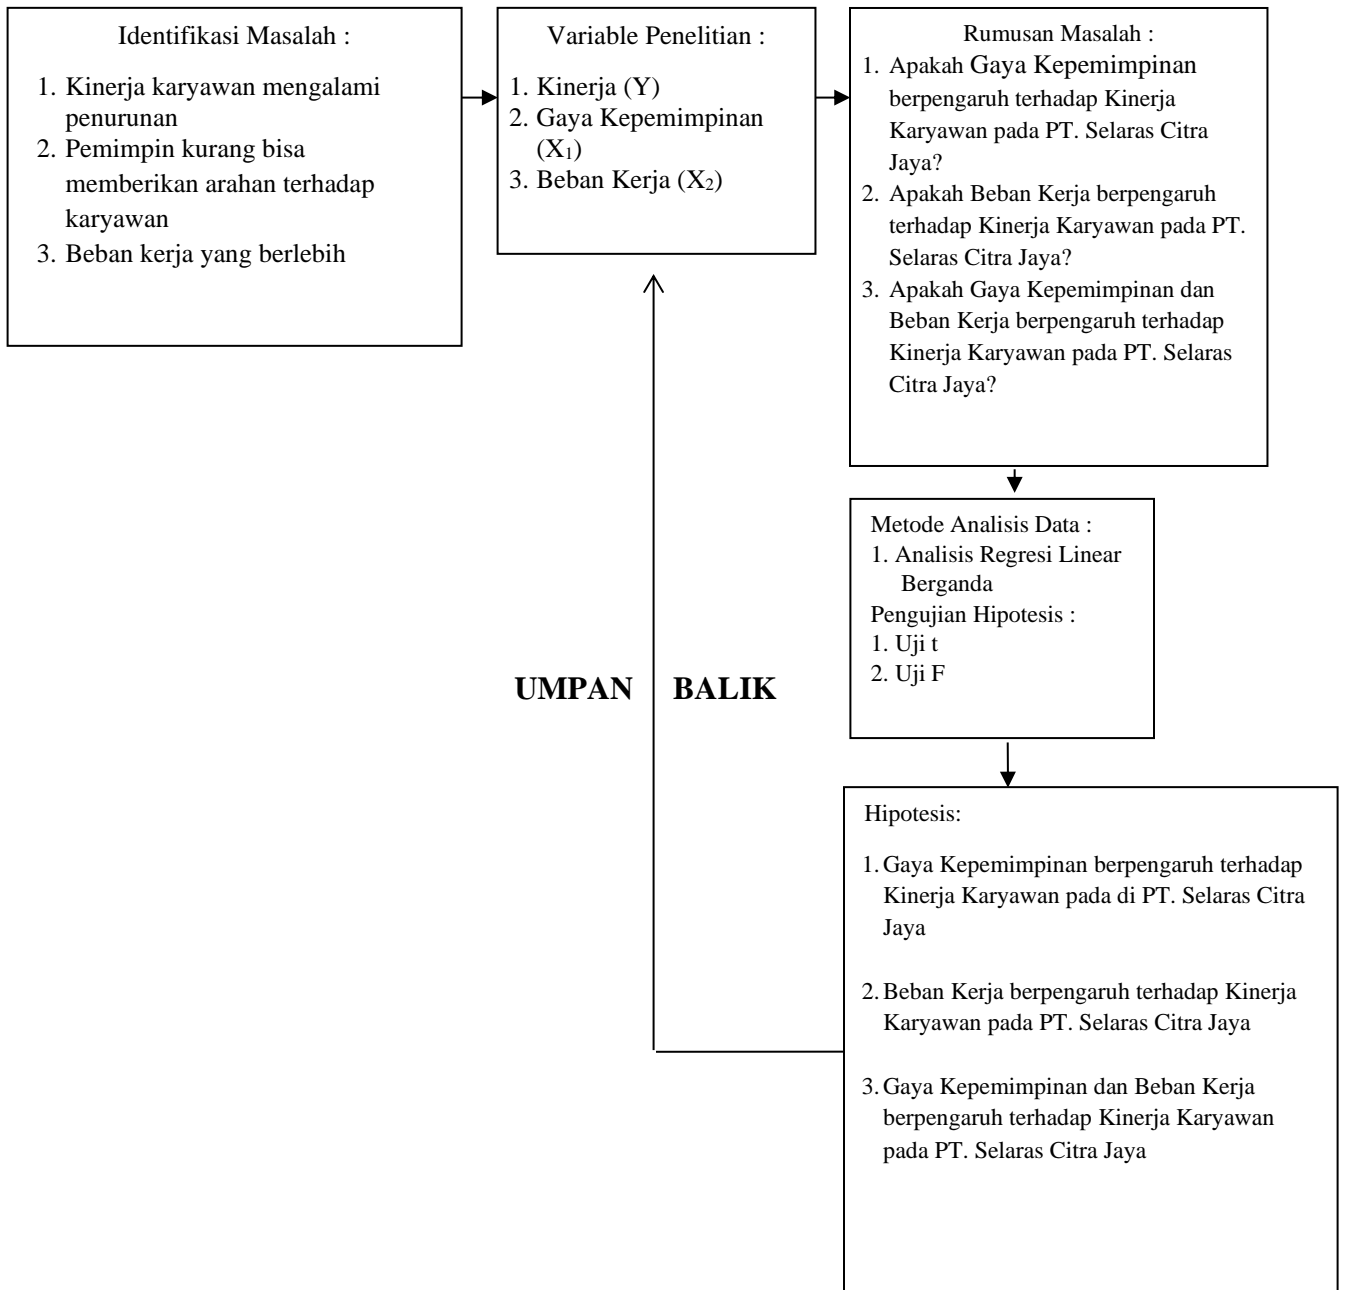 Identifikasi Masalah :
1. Kinerja karyawan mengalami
penurunan
2. Pemimpin kurang bisa
memberikan arahan terhadap
karyawan
3. Beban kerja yang berlebih
Variable Penelitian :
1. Kinerja (Y)
2. Gaya Kepemimpinan
(X₁)
3. Beban Kerja (X₂)
Rumusan Masalah :
1. Apakah Gaya Kepemimpinan
berpengaruh terhadap Kinerja
Karyawan pada PT. Selaras Citra
Jaya?
2. Apakah Beban Kerja berpengaruh
terhadap Kinerja Karyawan pada PT.
Selaras Citra Jaya?
3. Apakah Gaya Kepemimpinan dan
Beban Kerja berpengaruh terhadap
Kinerja Karyawan pada PT. Selaras
Citra Jaya?
Metode Analisis Data :
1. Analisis Regresi Linear
Berganda
Pengujian Hipotesis :
1. Uji t
2. Uji F
UMPAN BALIK
Hipotesis:
1. Gaya Kepemimpinan berpengaruh terhadap
Kinerja Karyawan pada di PT. Selaras Citra
Jaya
2. Beban Kerja berpengaruh terhadap Kinerja
Karyawan pada PT. Selaras Citra Jaya
3. Gaya Kepemimpinan dan Beban Kerja
berpengaruh terhadap Kinerja Karyawan
pada PT. Selaras Citra Jaya